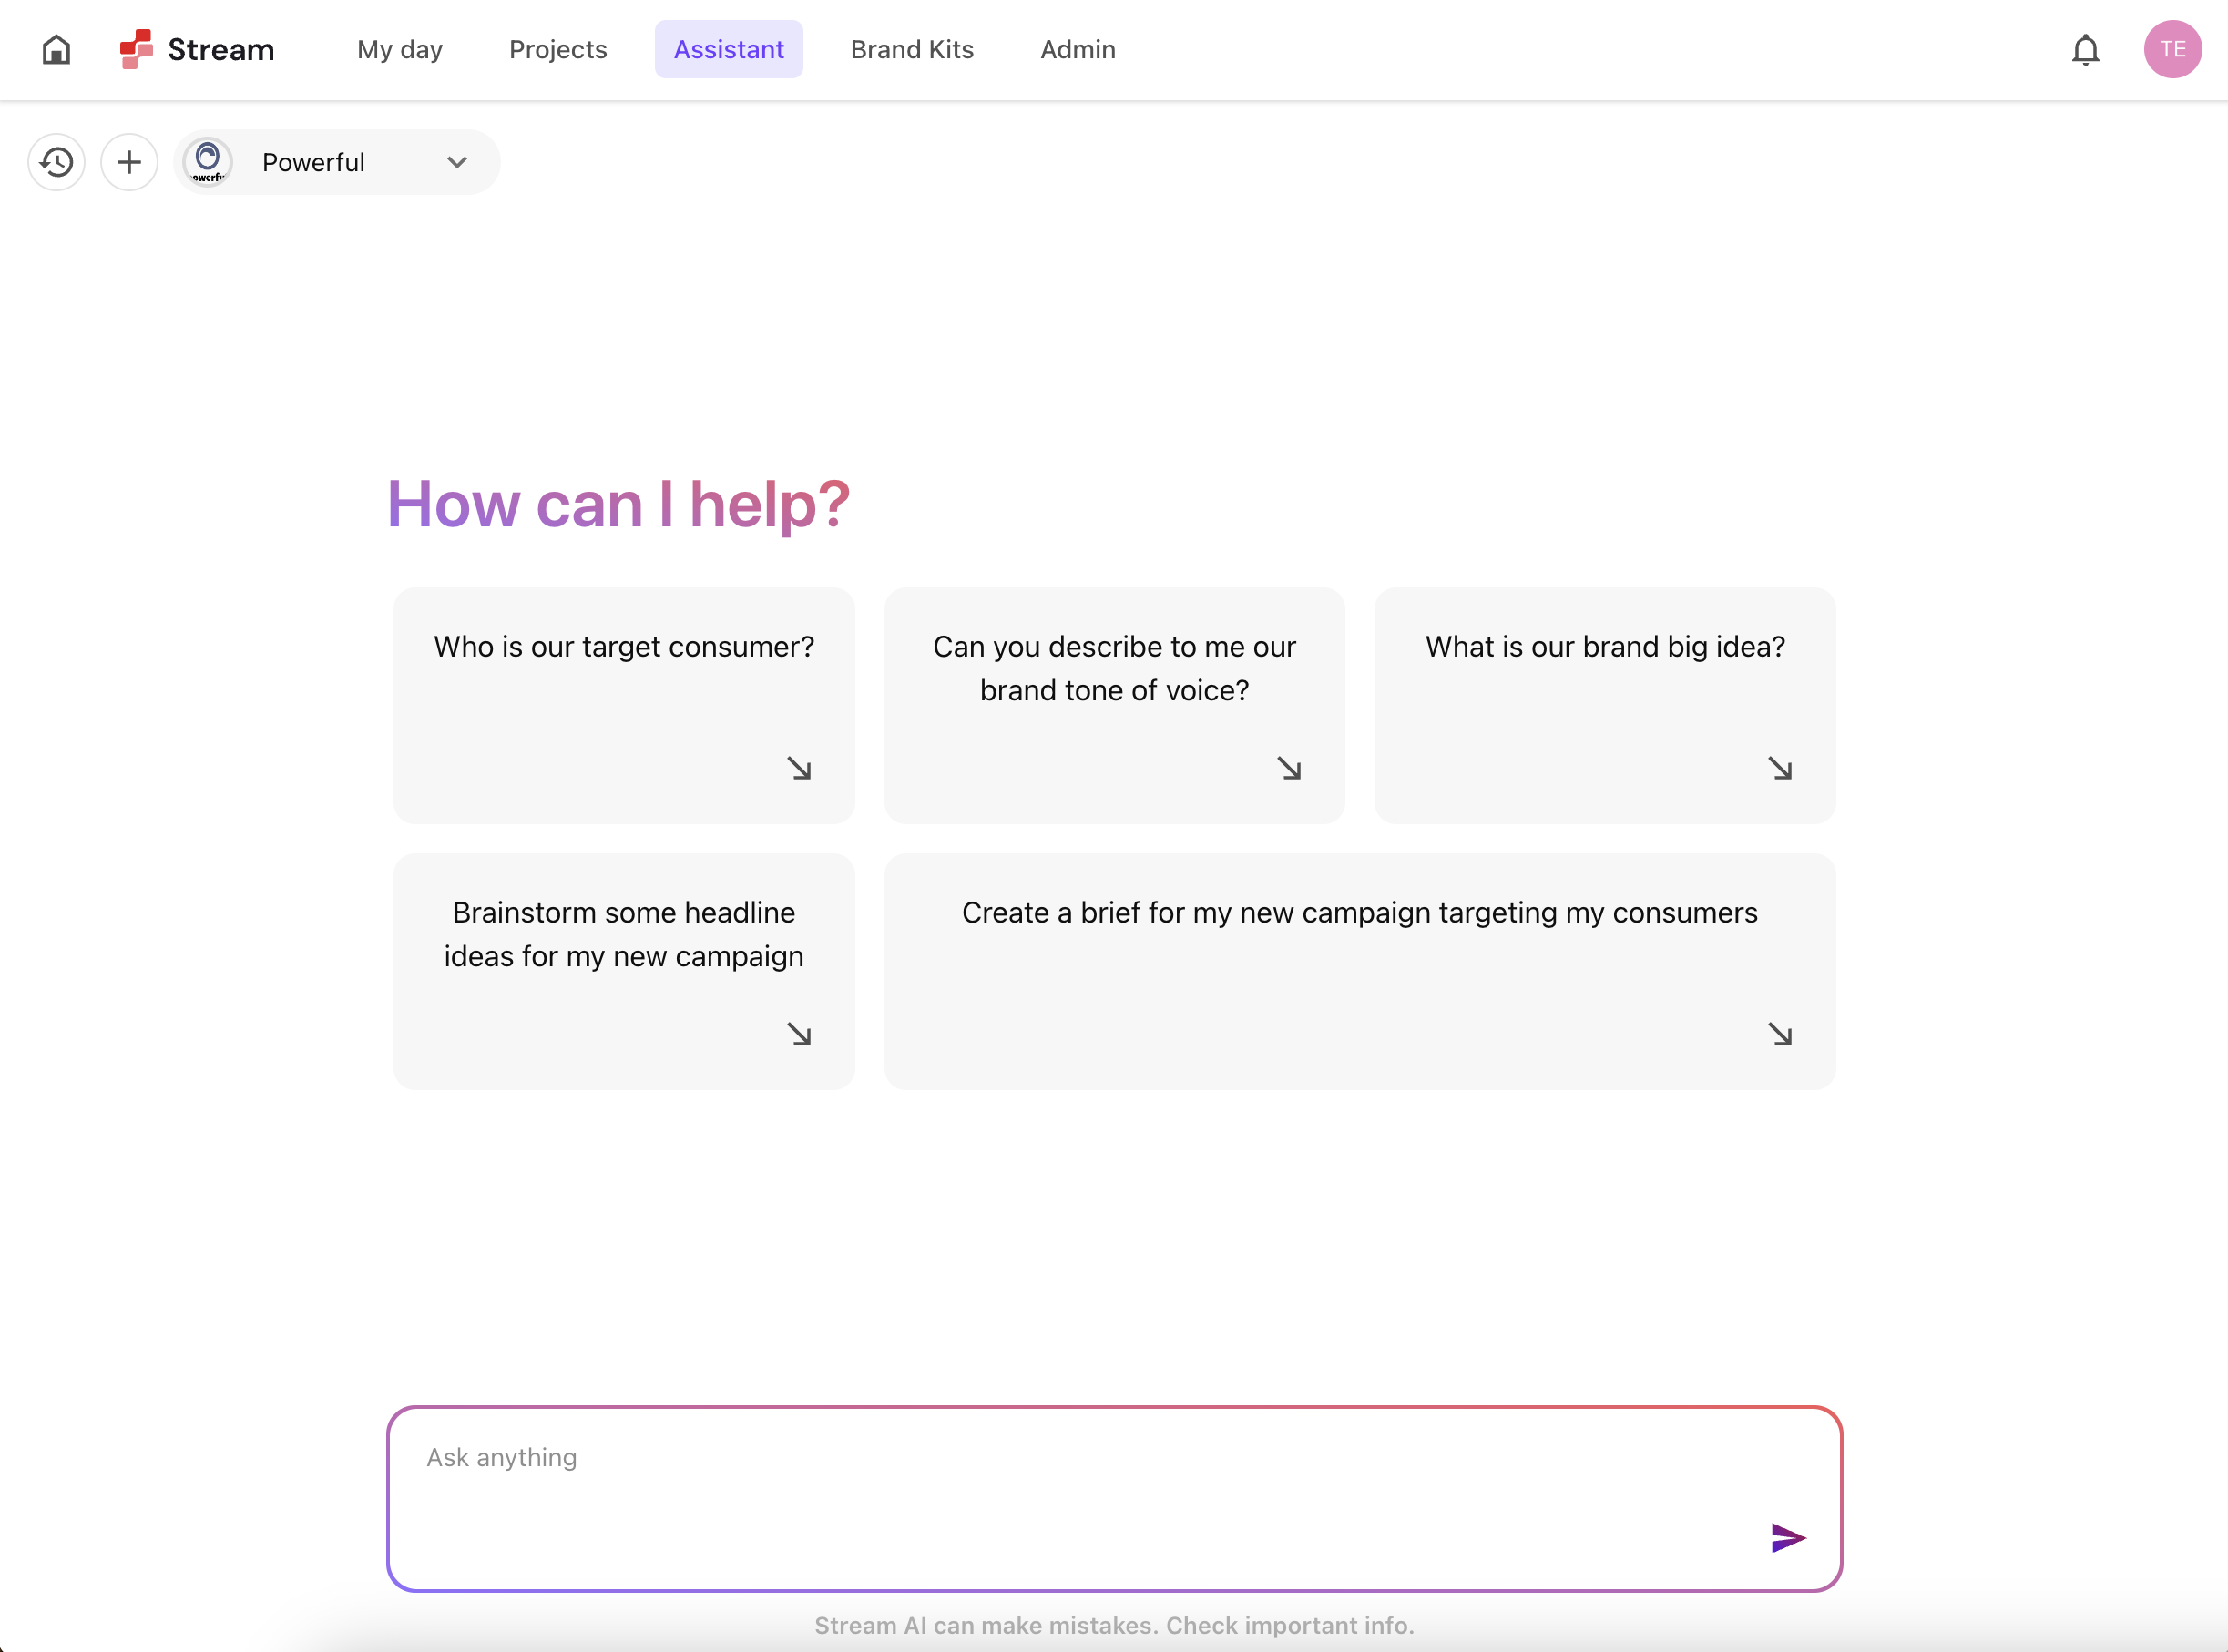 Stream
My day
Projects
Assistant
Brand Kits
Admin
TE
Powerful
How can I help?
Who is our target consumer?
Can you describe to me our
brand tone of voice?
What is our brand big idea?
Brainstorm some headline
ideas for my new campaign
Create a brief for my new campaign targeting my consumers
Ask anything
Stream AI can make mistakes. Check important info.